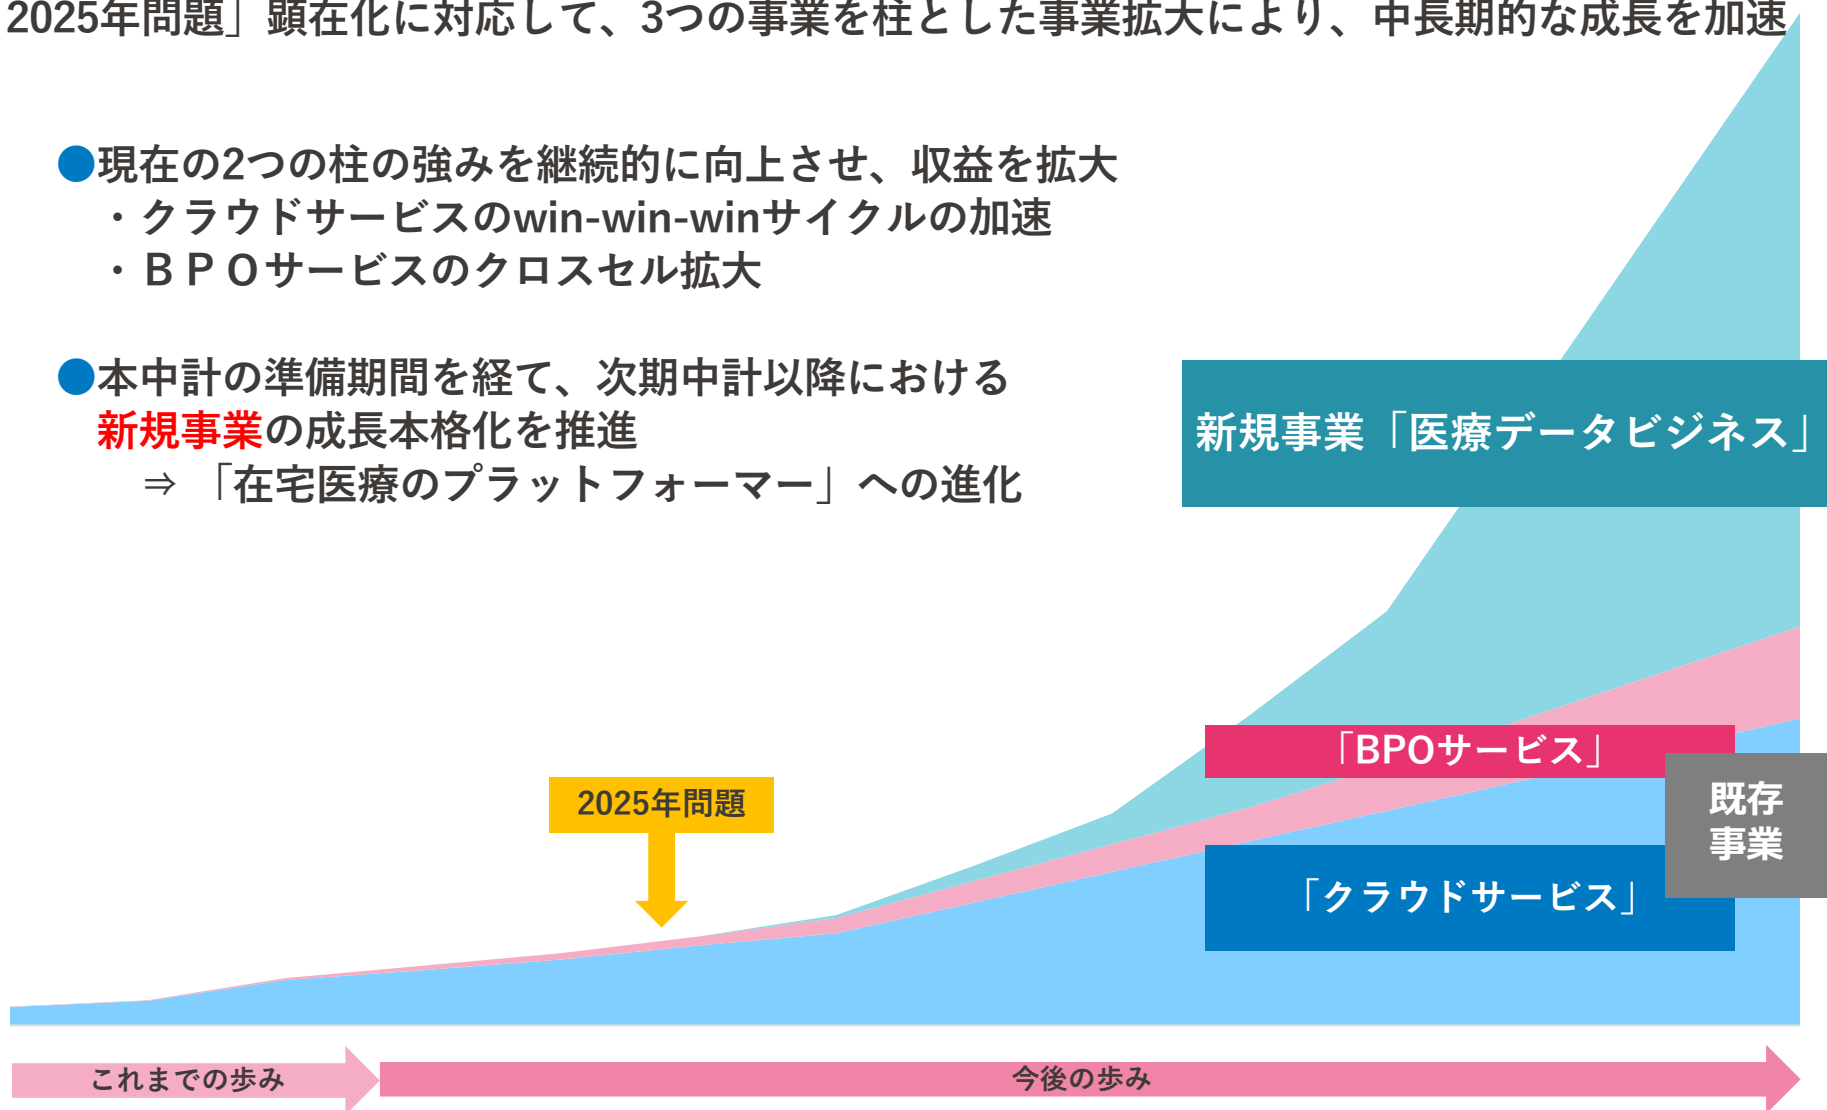 2025年問題」顕在化に対応して、3つの事業を柱とした事業拡大により、中長期的な成長を加速
●現在の2つの柱の強みを継続的に向上させ、収益を拡大
・クラウドサービスのwin-win-winサイクルの加速
・ＢＰＯサービスのクロスセル拡大
●本中計の準備期間を経て、次期中計以降における
新規事業の成長本格化を推進
⇒ 「在宅医療のプラットフォーマー」への進化
新規事業「医療データビジネス」
「BPOサービス」
既存
事業
2025年問題
「クラウドサービス」
これまでの歩み
今後の歩み